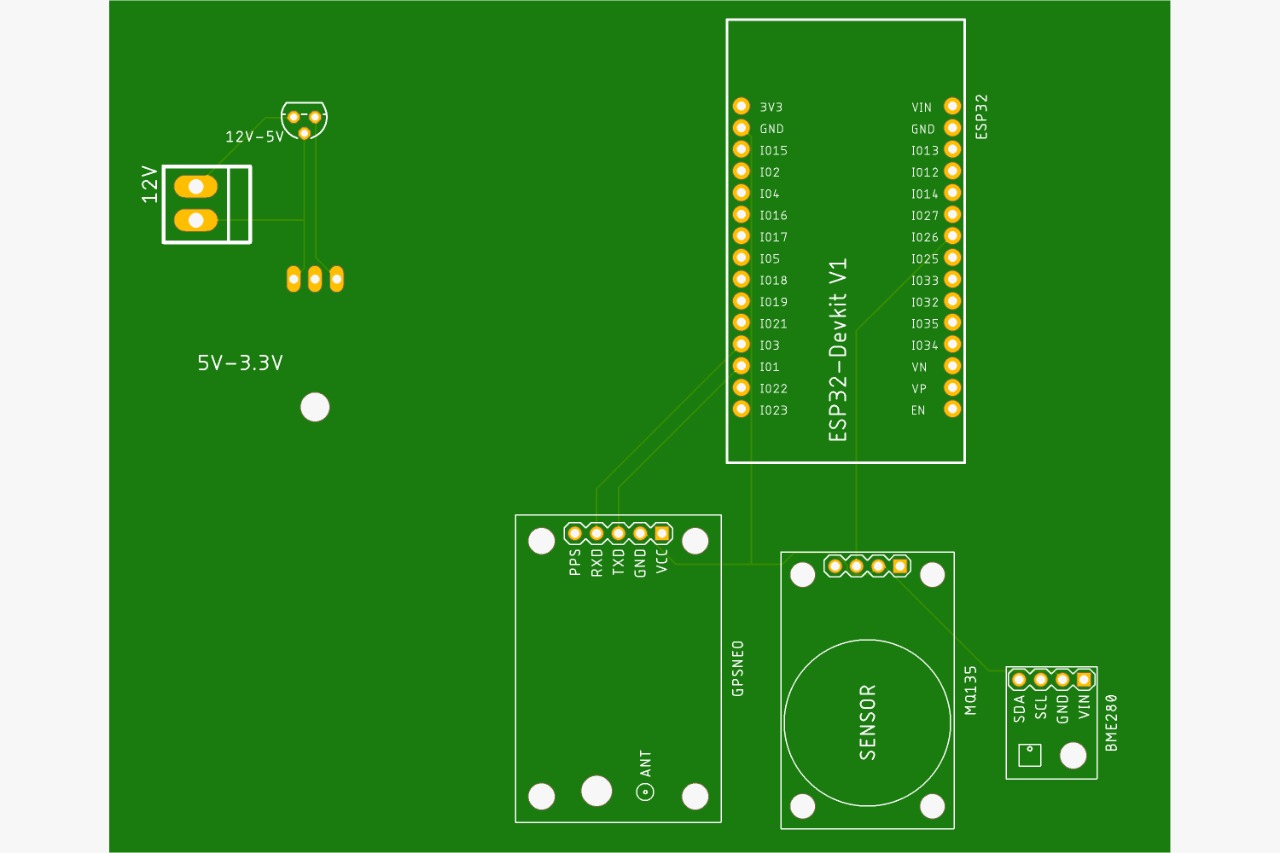 12V-5V
12V
5V-3.3V
ESP32
3V3
GND
IO15
IO2
IO4
IO16
IO17
IO5
IO18
IO19
IO21
IO3
IO1
IO22
IO23
VIN
GND
IO13
IO12
IO14
IO27
IO26
IO25
IO33
IO32
IO35
IO34
VN
VP
EN
ESP32-Devkit V1
PPS
RXD
TXD
GND
VCC
GPSNEO
ANT
SENSOR
MQ135
SDA
SCL
GND
VIN
BME280